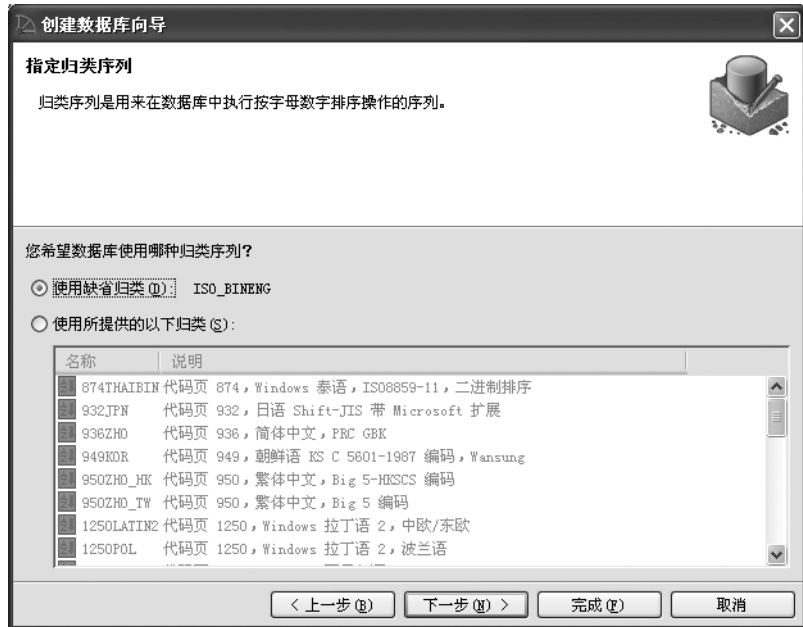 创建数据库向导
指定归类序列
归类序列是用来在数据库中执行按字母数字排序操作的序列。
您希望数据库使用哪种归类序列?
使用缺省归类(D): ISO_BINENG
使用所提供的以下归类(S):
名称 说明
874THAIBIN 代码页 874，Windows 泰语，ISO8859-11，二进制排序
932JPN 代码页 932，日语 Shift-JIS 带 Microsoft 扩展
936ZHO 代码页 936，简体中文，PRC GBK
949KOR 代码页 949，朝鲜语 KS C 5601-1987 编码，Wansung
950ZHO_HK 代码页 950，繁体中文，Big 5-HKSCS 编码
950ZHO_TW 代码页 950，繁体中文，Big 5 编码
1250LATIN2 代码页 1250，Windows 拉丁语 2，中欧/东欧
1250POL 代码页 1250，Windows 拉丁语 2，波兰语
< 上一步(B) 下一步(N) > 完成(F) 取消